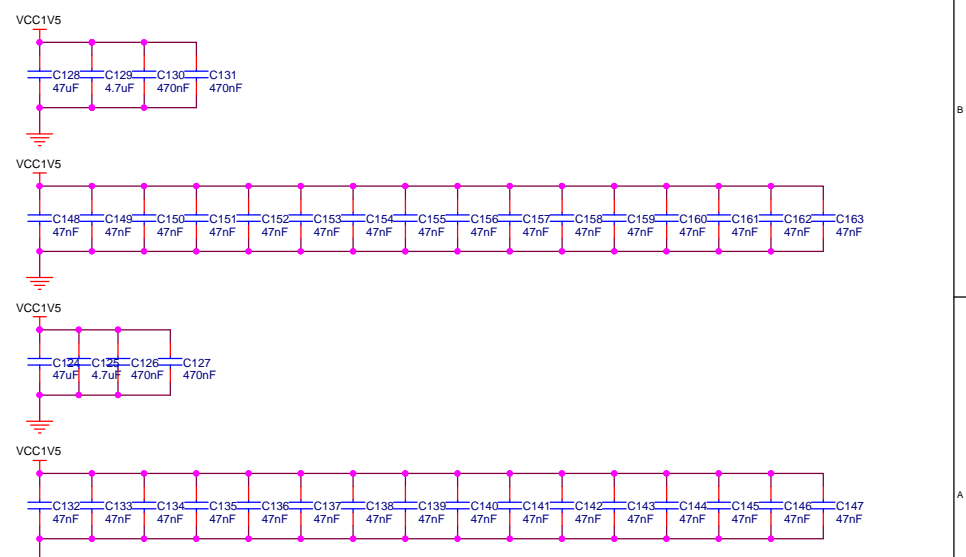 VCC1V5
C128 C129 C130 C131
47uF 4.7uF 470nF 470nF
B
VCC1V5
C148 C149 C150 C151 C152 C153 C154 C155 C156 C157 C158 C159 C160 C161 C162 C163
47nF 47nF 47nF 47nF 47nF 47nF 47nF 47nF 47nF 47nF 47nF 47nF 47nF 47nF 47nF 47nF
VCC1V5
C124 C125 C126 C127
47uF 4.7uF 470nF 470nF
VCC1V5
A
C132 C133 C134 C135 C136 C137 C138 C139 C140 C141 C142 C143 C144 C145 C146 C147
47nF 47nF 47nF 47nF 47nF 47nF 47nF 47nF 47nF 47nF 47nF 47nF 47nF 47nF 47nF 47nF